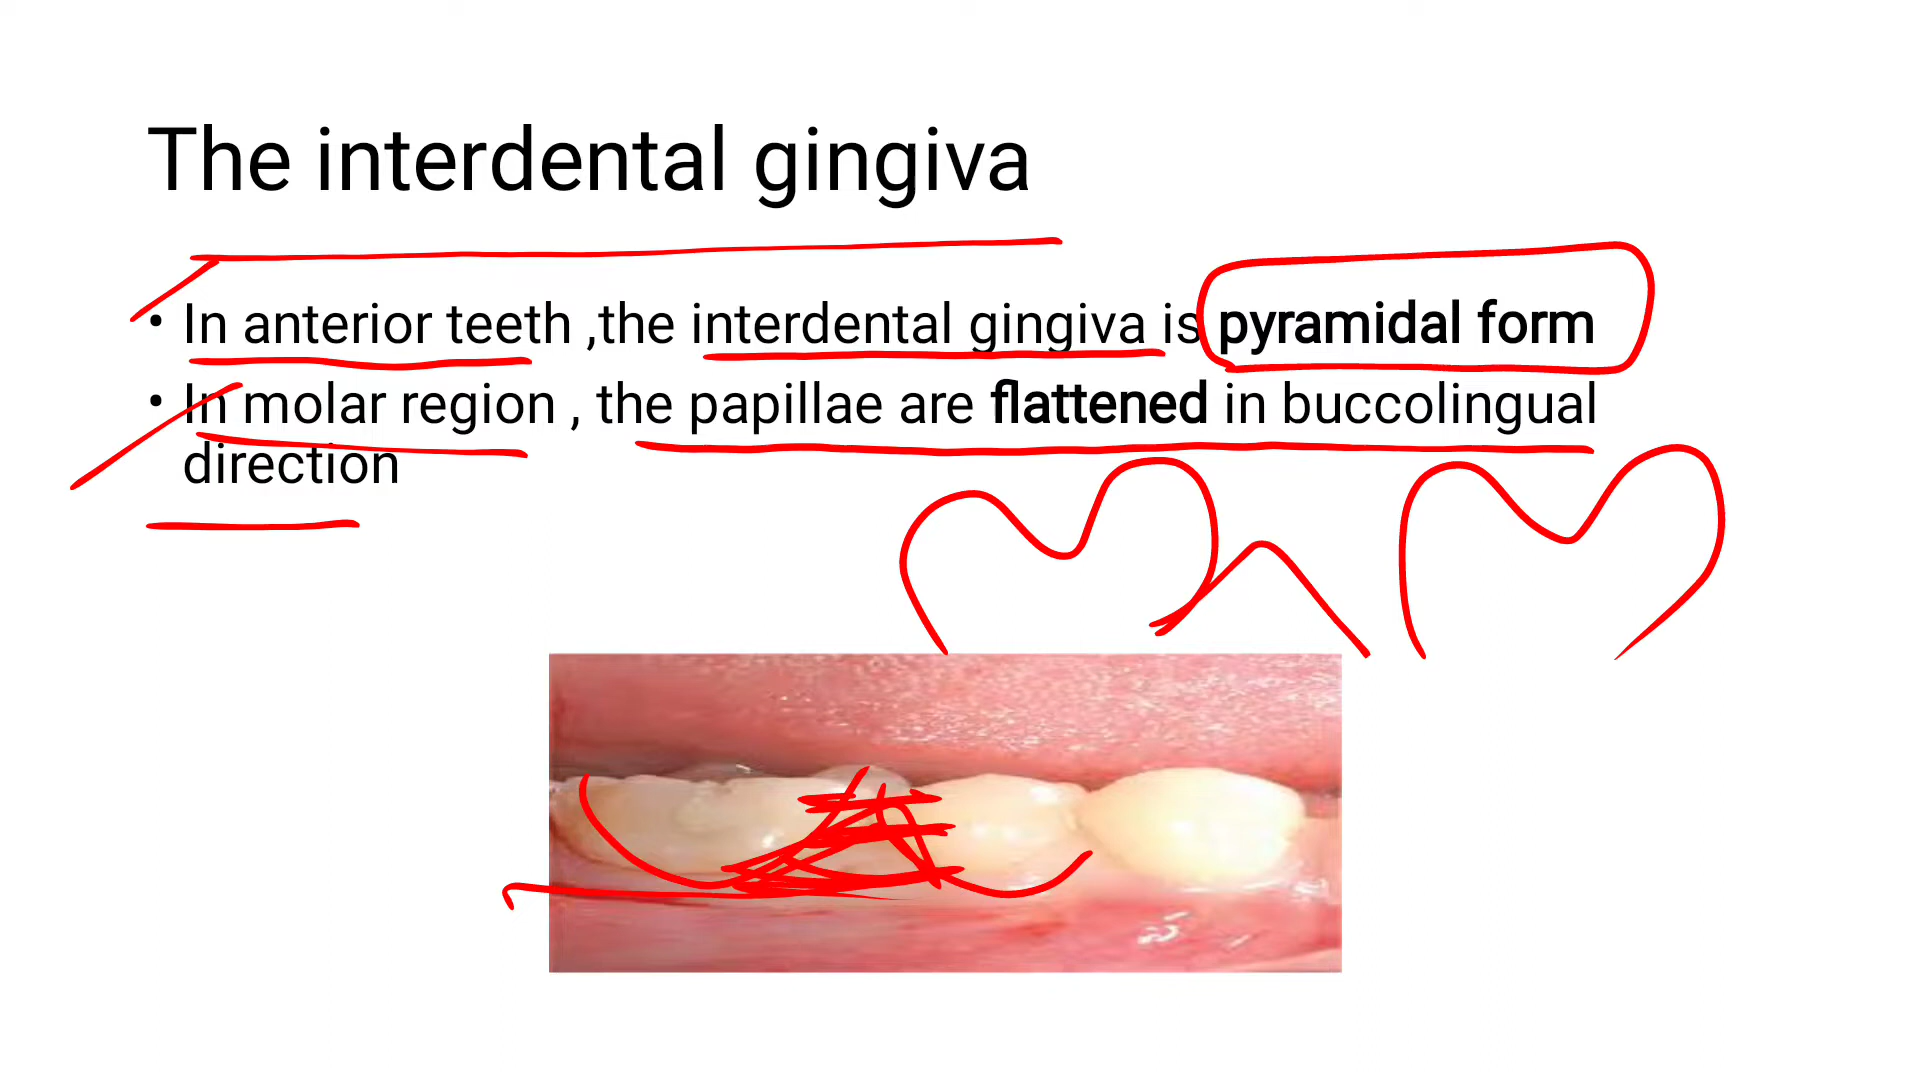 The interdental gingiva
• In anterior teeth ,the interdental gingiva is pyramidal form
• In molar region , the papillae are flattened in buccolingual
direction